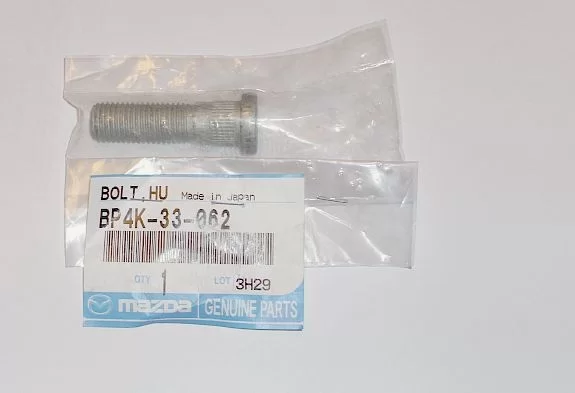 BOLT,HU Made in Japan
BP4K-33-062
QTY 1 LOT 3H29
mazda GENUINE PARTS